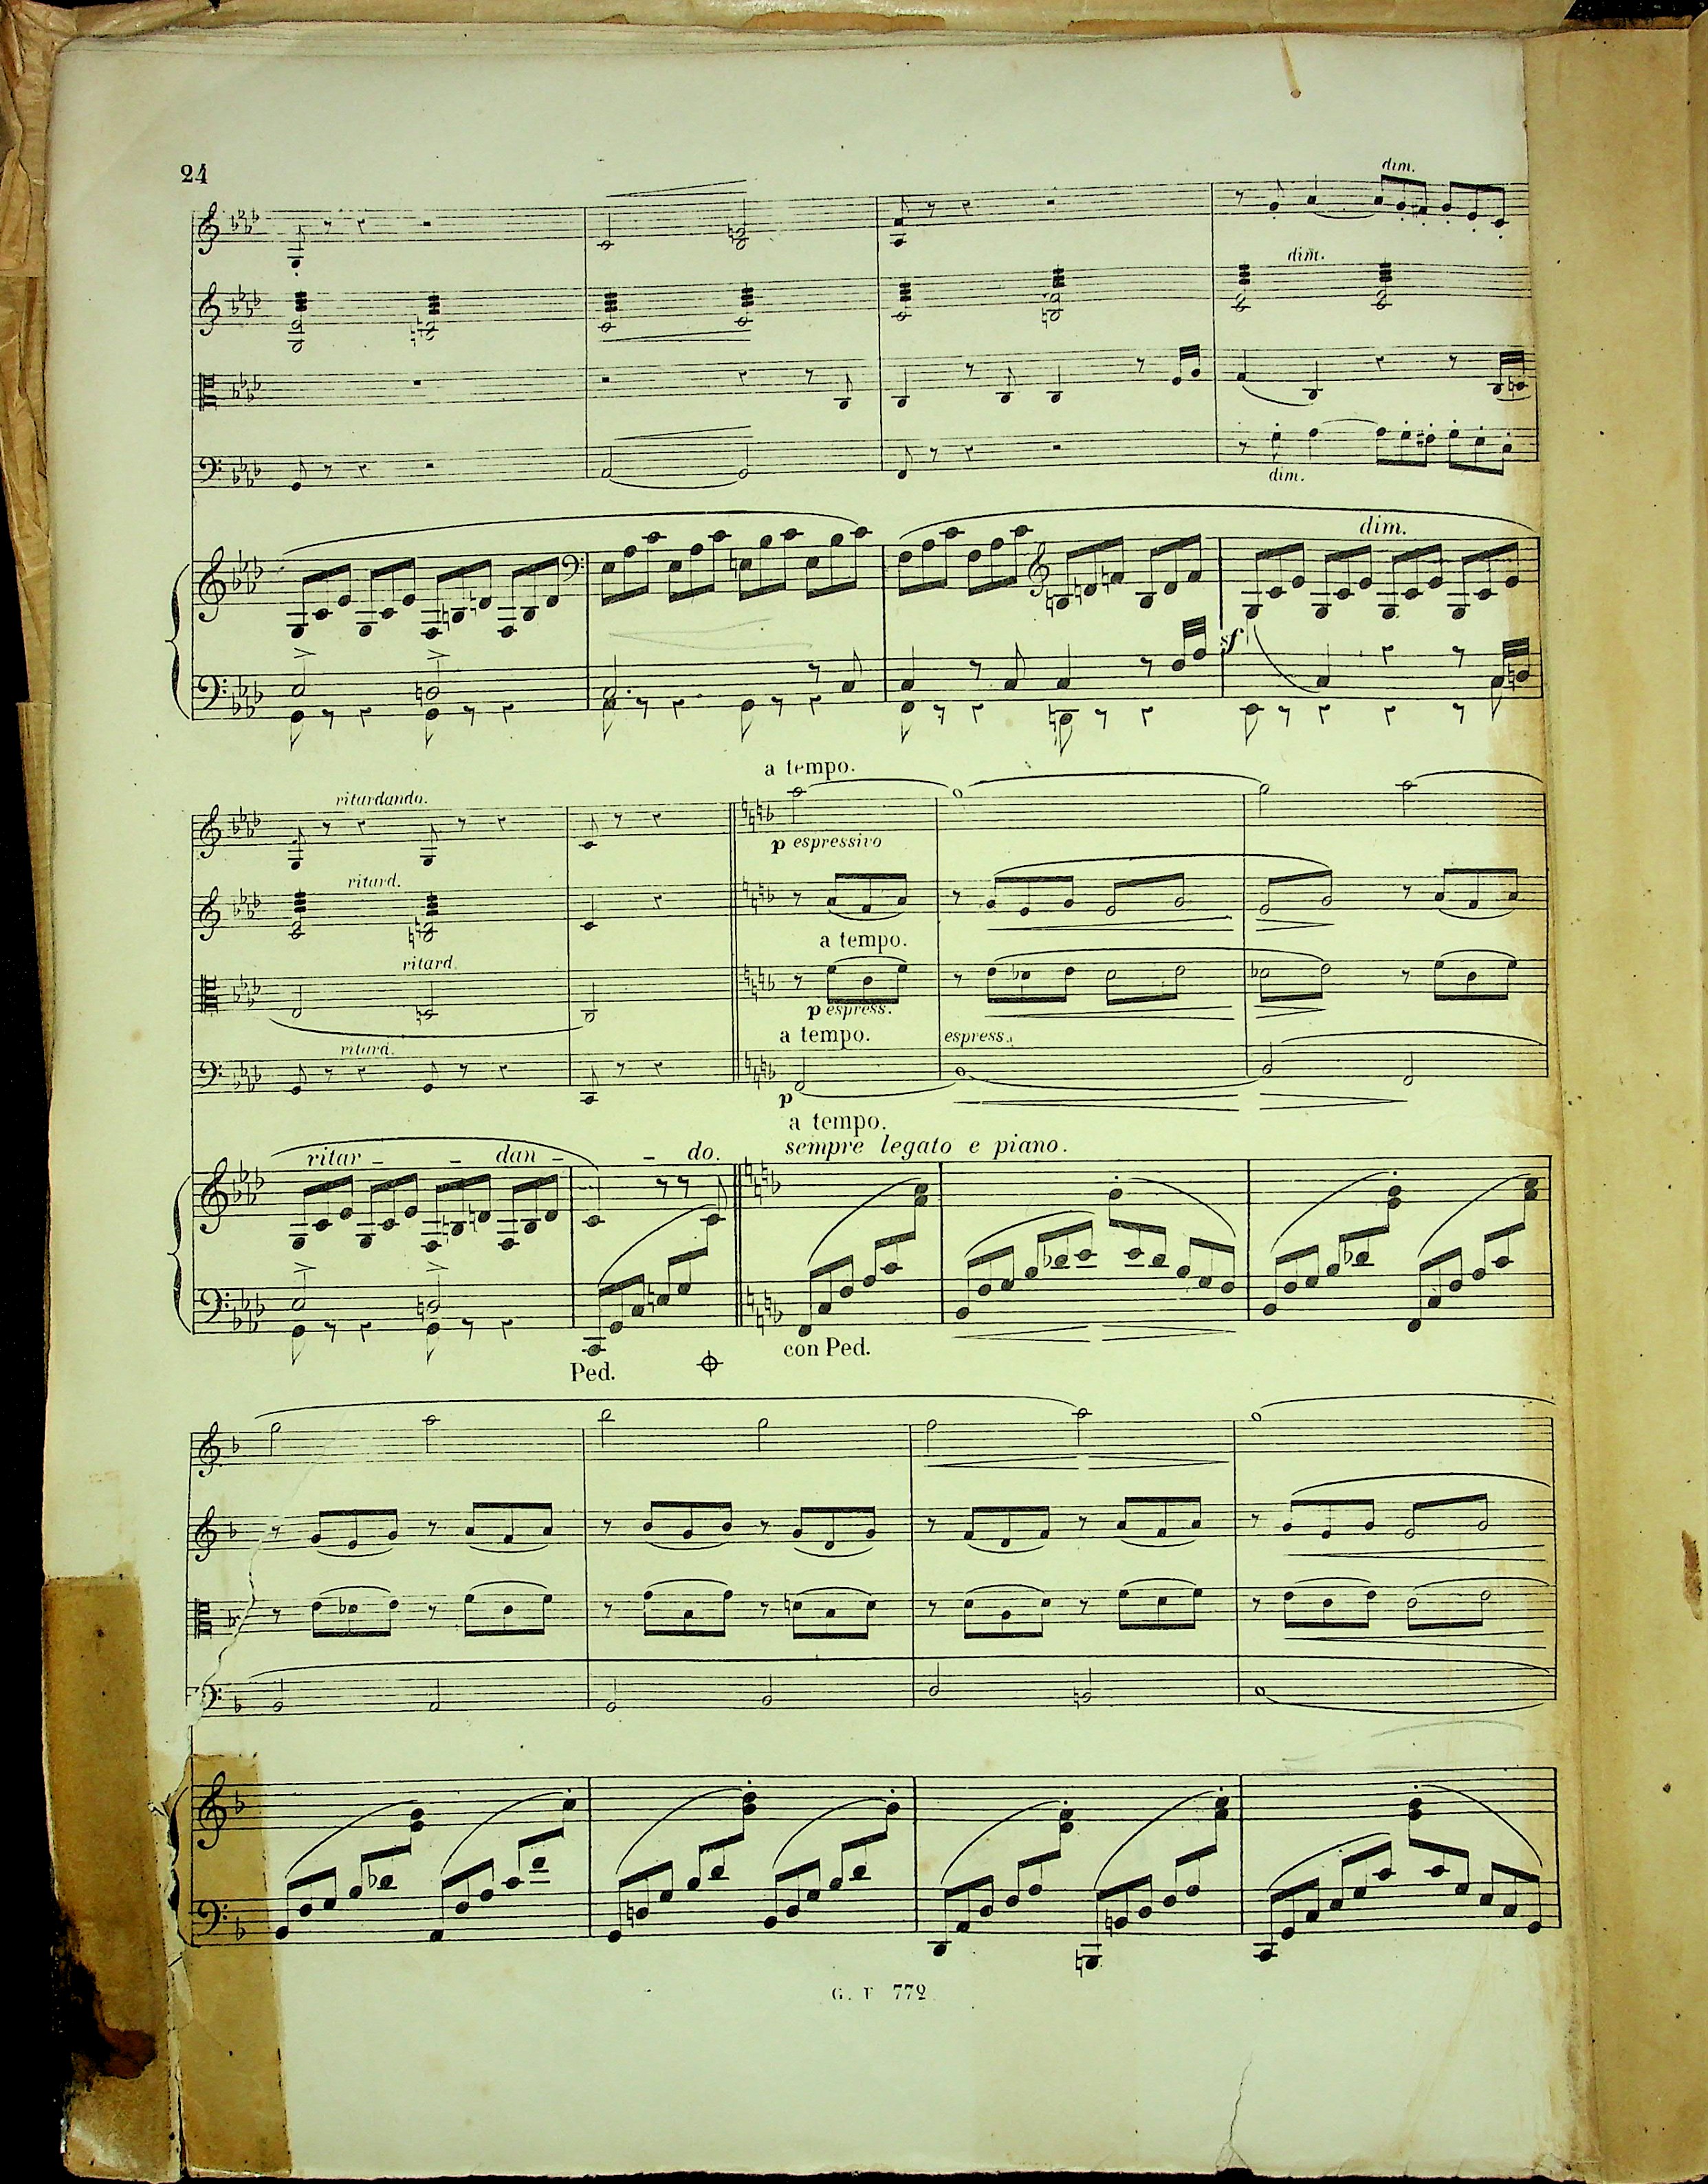 24
dim.
dim.
dim.
dim.
sf
a tempo.
ritardando.
p espressivo
ritard.
a tempo.
ritard.
p espress.
a tempo. espress.
ritard.
p
a tempo.
ritar - - dan - - do. sempre legato e piano.
con Ped.
Ped.
G. F 772